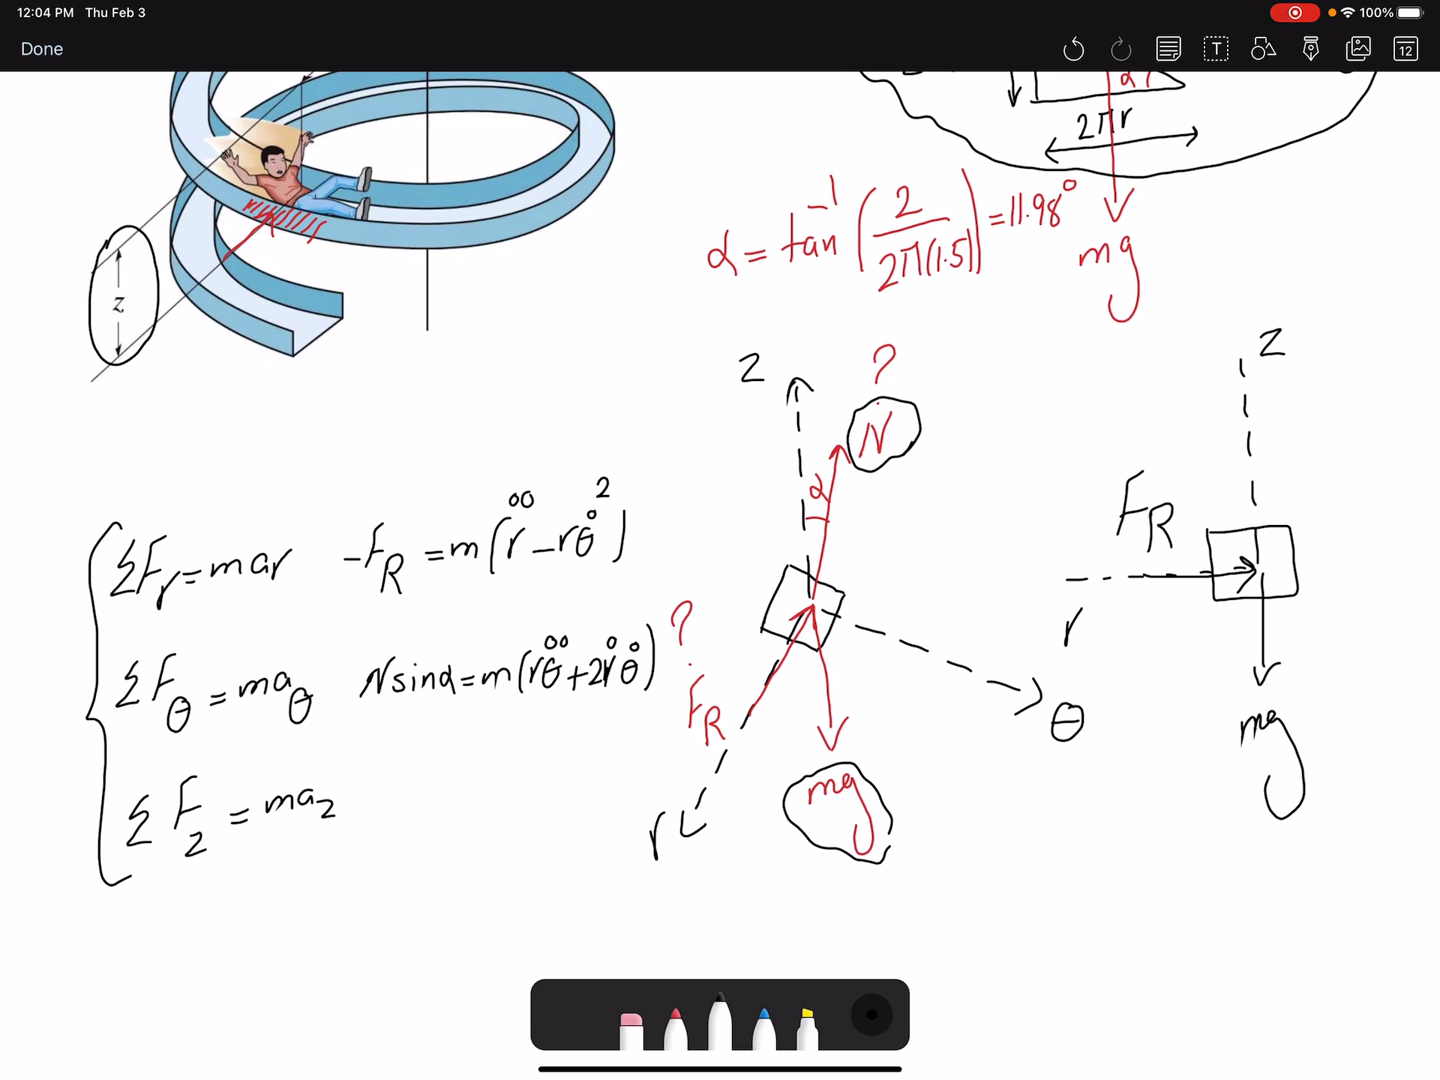 12:04 PM Thu Feb 3
100%
Done
T
12
α
2πr
α = tan⁻¹(2/2π(1.5)) = 11.98°
mg
z
z
?
N
α
z
F_R
ΣF_r = mar   -F_R = m(r̈ - rθ̇²)
ΣF_θ = ma_θ   N sinα = m(rθ̈ + 2ṙθ̇)
?
F_R
r
θ
mg
mg
ΣF_z = ma_z
r